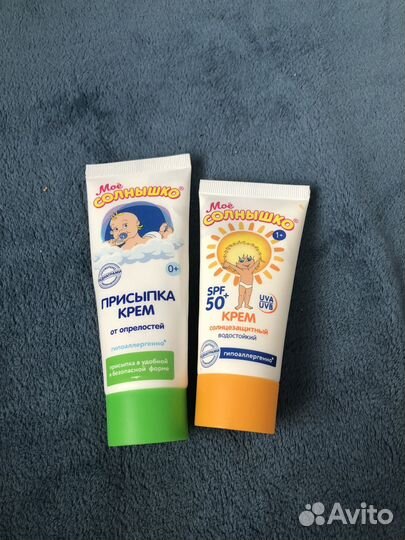 Моё
СОЛНЫШКО®
0+
ПРИСЫПКА
КРЕМ
от опрелостей
гипоаллергенно*
присыпка в удобной
и безопасной форме
Моё
СОЛНЫШКО®
1+
SPF
50+
UVA
UVB
КРЕМ
солнцезащитный
водостойкий
гипоаллергенно*
Avito